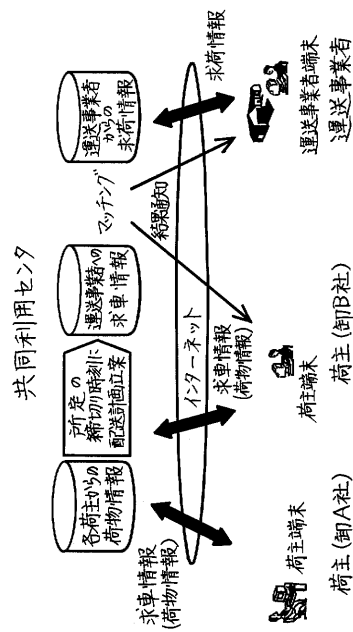 共同利用センタ
各荷主からの
荷物情報
所定の
締切り時刻に
配送計画立案
運送事業者への
求車情報
マッチング
運送事業者
からの
求荷情報
結果通知
インターネット
求車情報
(荷物情報)
求車情報
(荷物情報)
求荷情報
荷主端末
荷主端末
運送事業者端末
荷主(卸A社)
荷主(卸B社)
運送事業者